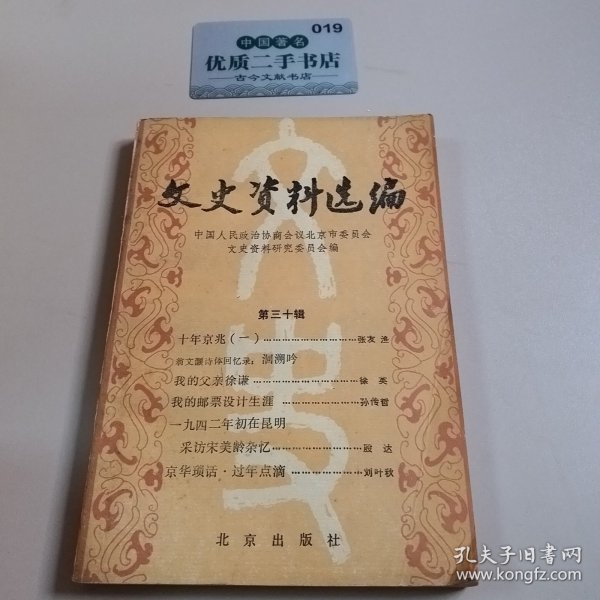 019
中国著名
优质二手书店
古今文献书店
文史资料选编
中国人民政治协商会议北京市委员会
文史资料研究委员会编
第三十辑
十年京兆(一)……………………张友渔
翁文灏诗体回忆录:洄溯吟
我的父亲徐谦……………………徐英
我的邮票设计生涯……………………孙传哲
一九四二年初在昆明
采访宋美龄杂忆……………………殷达
京华琐话·过年点滴……………………刘叶秋
北京出版社
孔夫子旧书网
www.kongfz.com